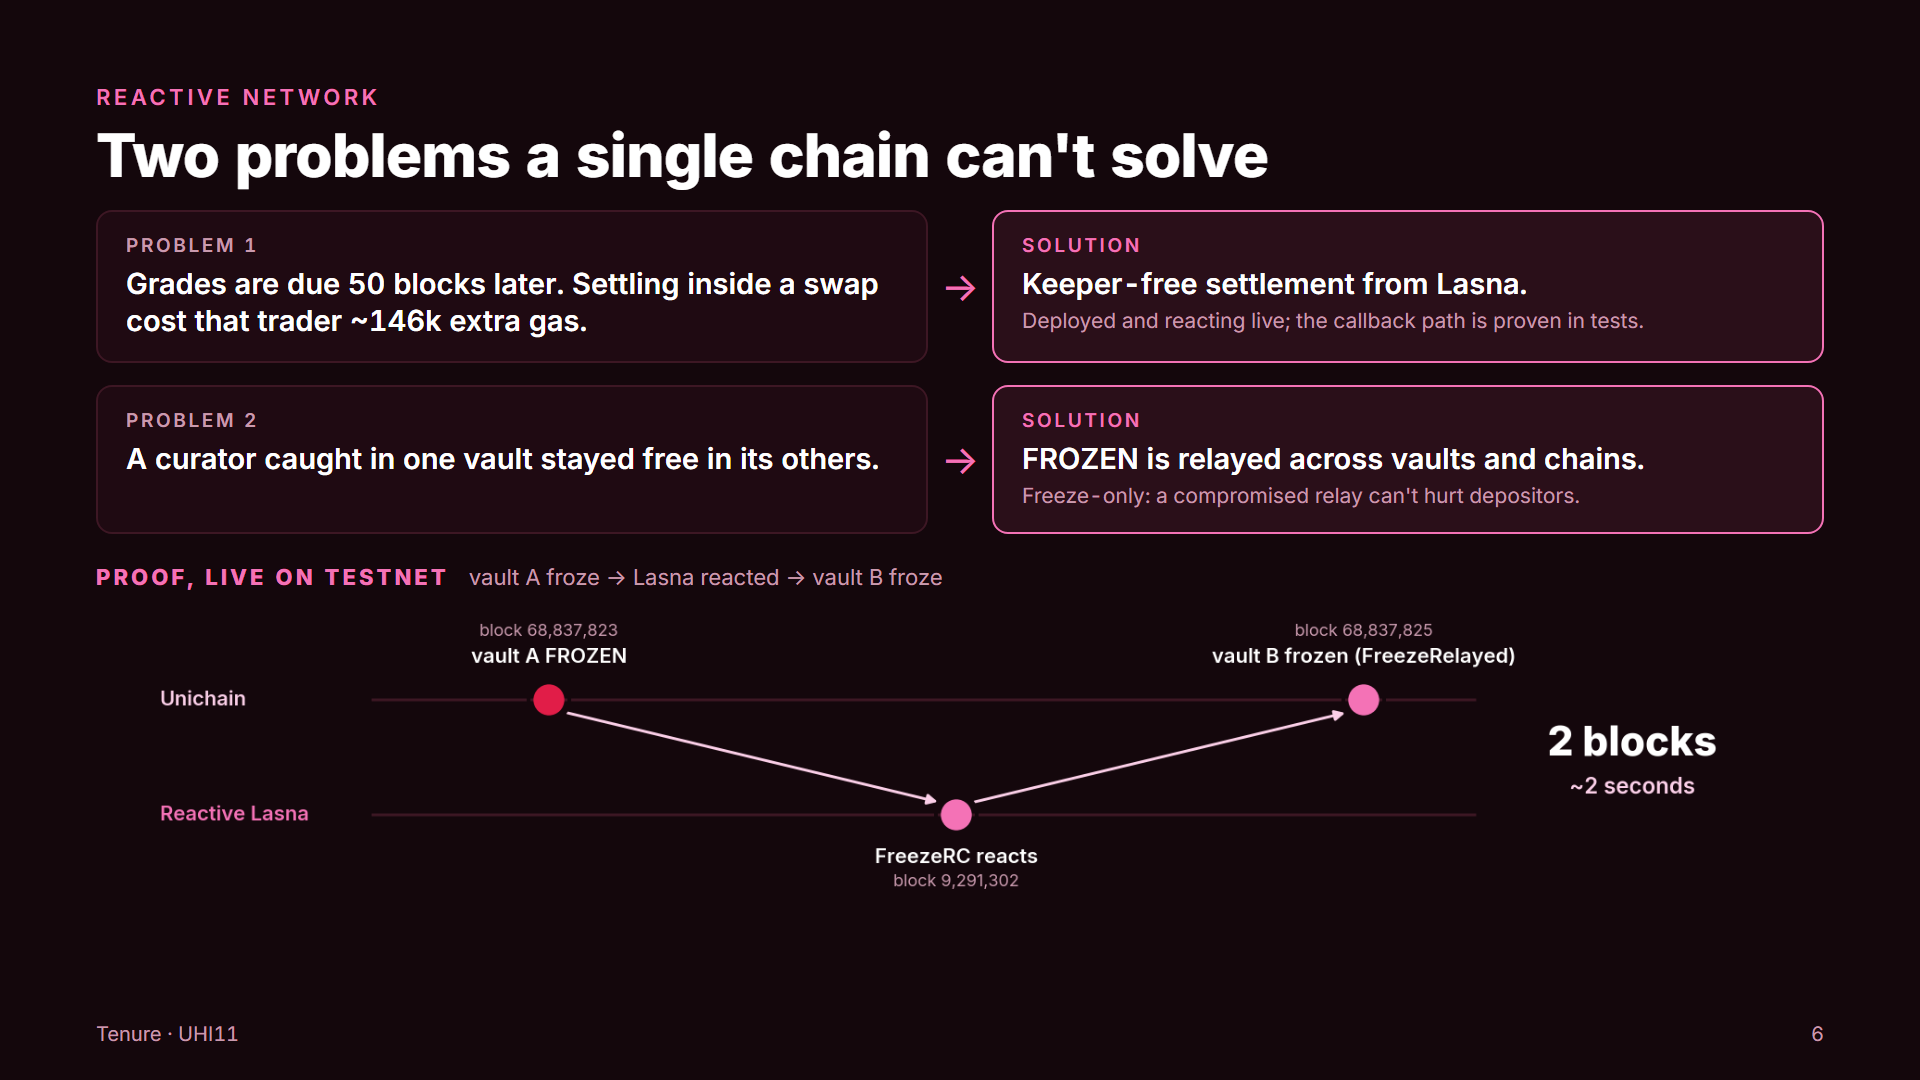 REACTIVE NETWORK
Two problems a single chain can't solve
PROBLEM 1
Grades are due 50 blocks later. Settling inside a swap
cost that trader ~146k extra gas.
→
SOLUTION
Keeper-free settlement from Lasna.
Deployed and reacting live; the callback path is proven in tests.
PROBLEM 2
A curator caught in one vault stayed free in its others.
→
SOLUTION
FROZEN is relayed across vaults and chains.
Freeze-only: a compromised relay can't hurt depositors.
PROOF, LIVE ON TESTNET vault A froze → Lasna reacted → vault B froze
block 68,837,823
vault A FROZEN
block 68,837,825
vault B frozen (FreezeRelayed)
Unichain
2 blocks
~2 seconds
Reactive Lasna
FreezeRC reacts
block 9,291,302
Tenure · UHI11
6